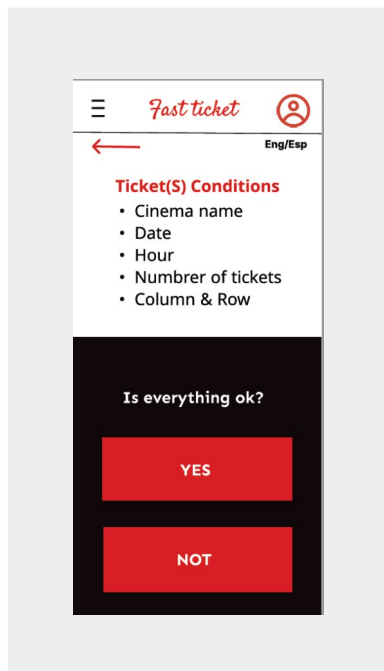 Fast ticket
Eng/Esp
Ticket(S) Conditions
• Cinema name
• Date
• Hour
• Numbrer of tickets
• Column & Row
Is everything ok?
YES
NOT